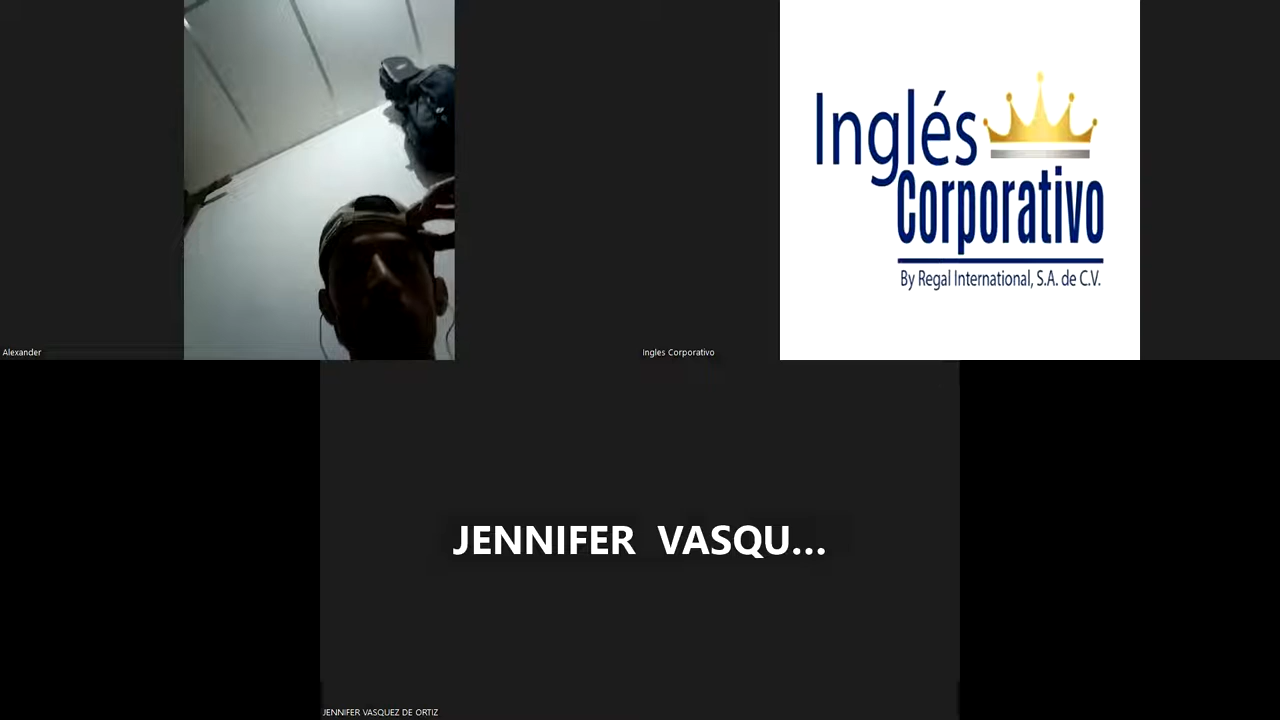 Inglés
Corporativo
By Regal International, S.A. de C.V.
Alexander
Ingles Corporativo
JENNIFER VASQU...
JENNIFER VASQUEZ DE ORTIZ